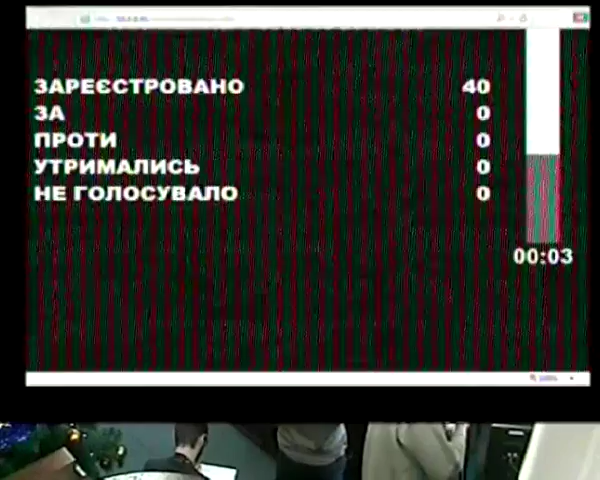 ЗАРЕЄСТРОВАНО 40
ЗА 0
ПРОТИ 0
УТРИМАЛИСЬ 0
НЕ ГОЛОСУВАЛО 0
00:03